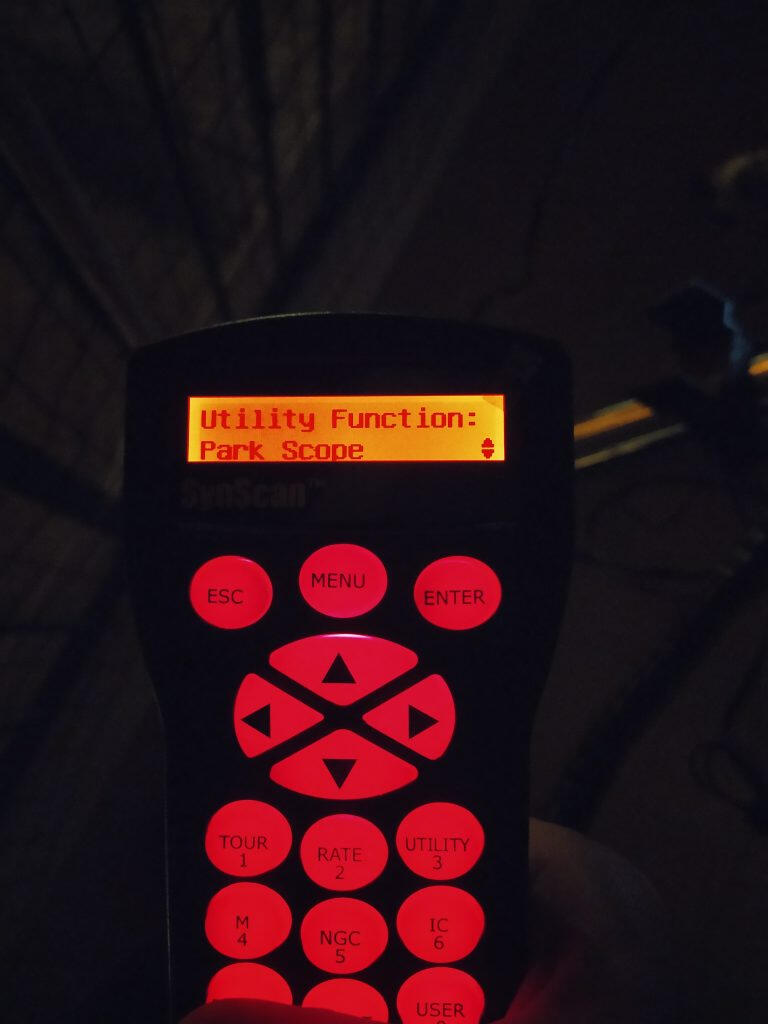 Utility Function:
Park Scope
SynScan™
ESC
MENU
ENTER
TOUR
1
RATE
2
UTILITY
3
M
4
NGC
5
IC
6
USER